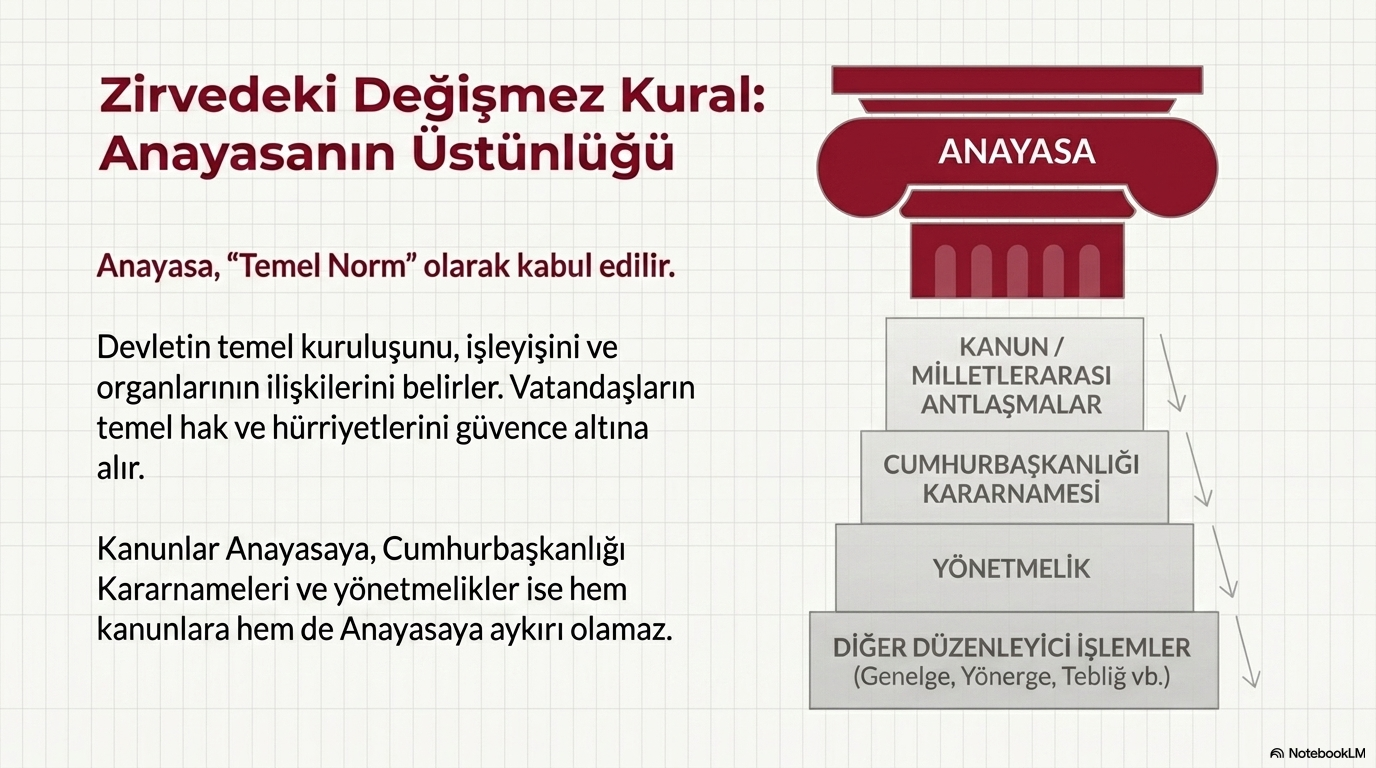 Zirvedeki Değişmez Kural:
Anayasanın Üstünlüğü
Anayasa, “Temel Norm” olarak kabul edilir.
Devletin temel kuruluşunu, işleyişini ve
organlarının ilişkilerini belirler. Vatandaşların
temel hak ve hürriyetlerini güvence altına
alır.
Kanunlar Anayasaya, Cumhurbaşkanlığı
Kararnameleri ve yönetmelikler ise hem
kanunlara hem de Anayasaya aykırı olamaz.
ANAYASA
KANUN /
MİLLETLERARASI
ANTLAŞMALAR
CUMHURBAŞKANLIĞI
KARARNAMESİ
YÖNETMELİK
DİĞER DÜZENLEYİCİ İŞLEMLER
(Genelge, Yönerge, Tebliğ vb.)
NotebookLM